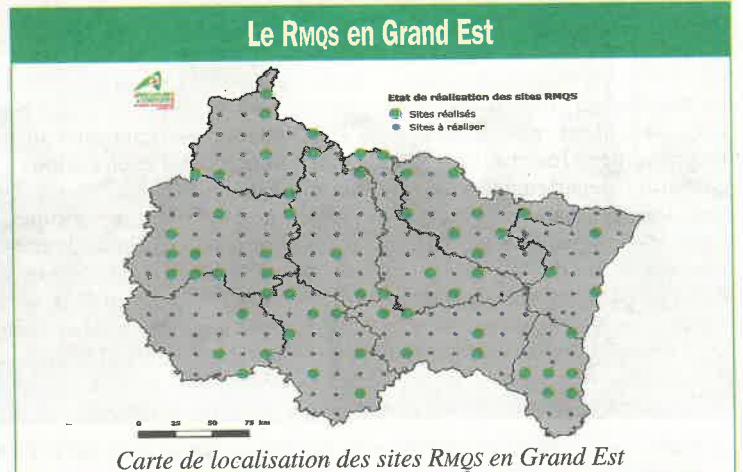 Le RMQS en Grand Est
Etat de réalisation des sites RMQS
Sites réalisés
Sites à réaliser
0 25 50 75 km
Carte de localisation des sites RMQS en Grand Est